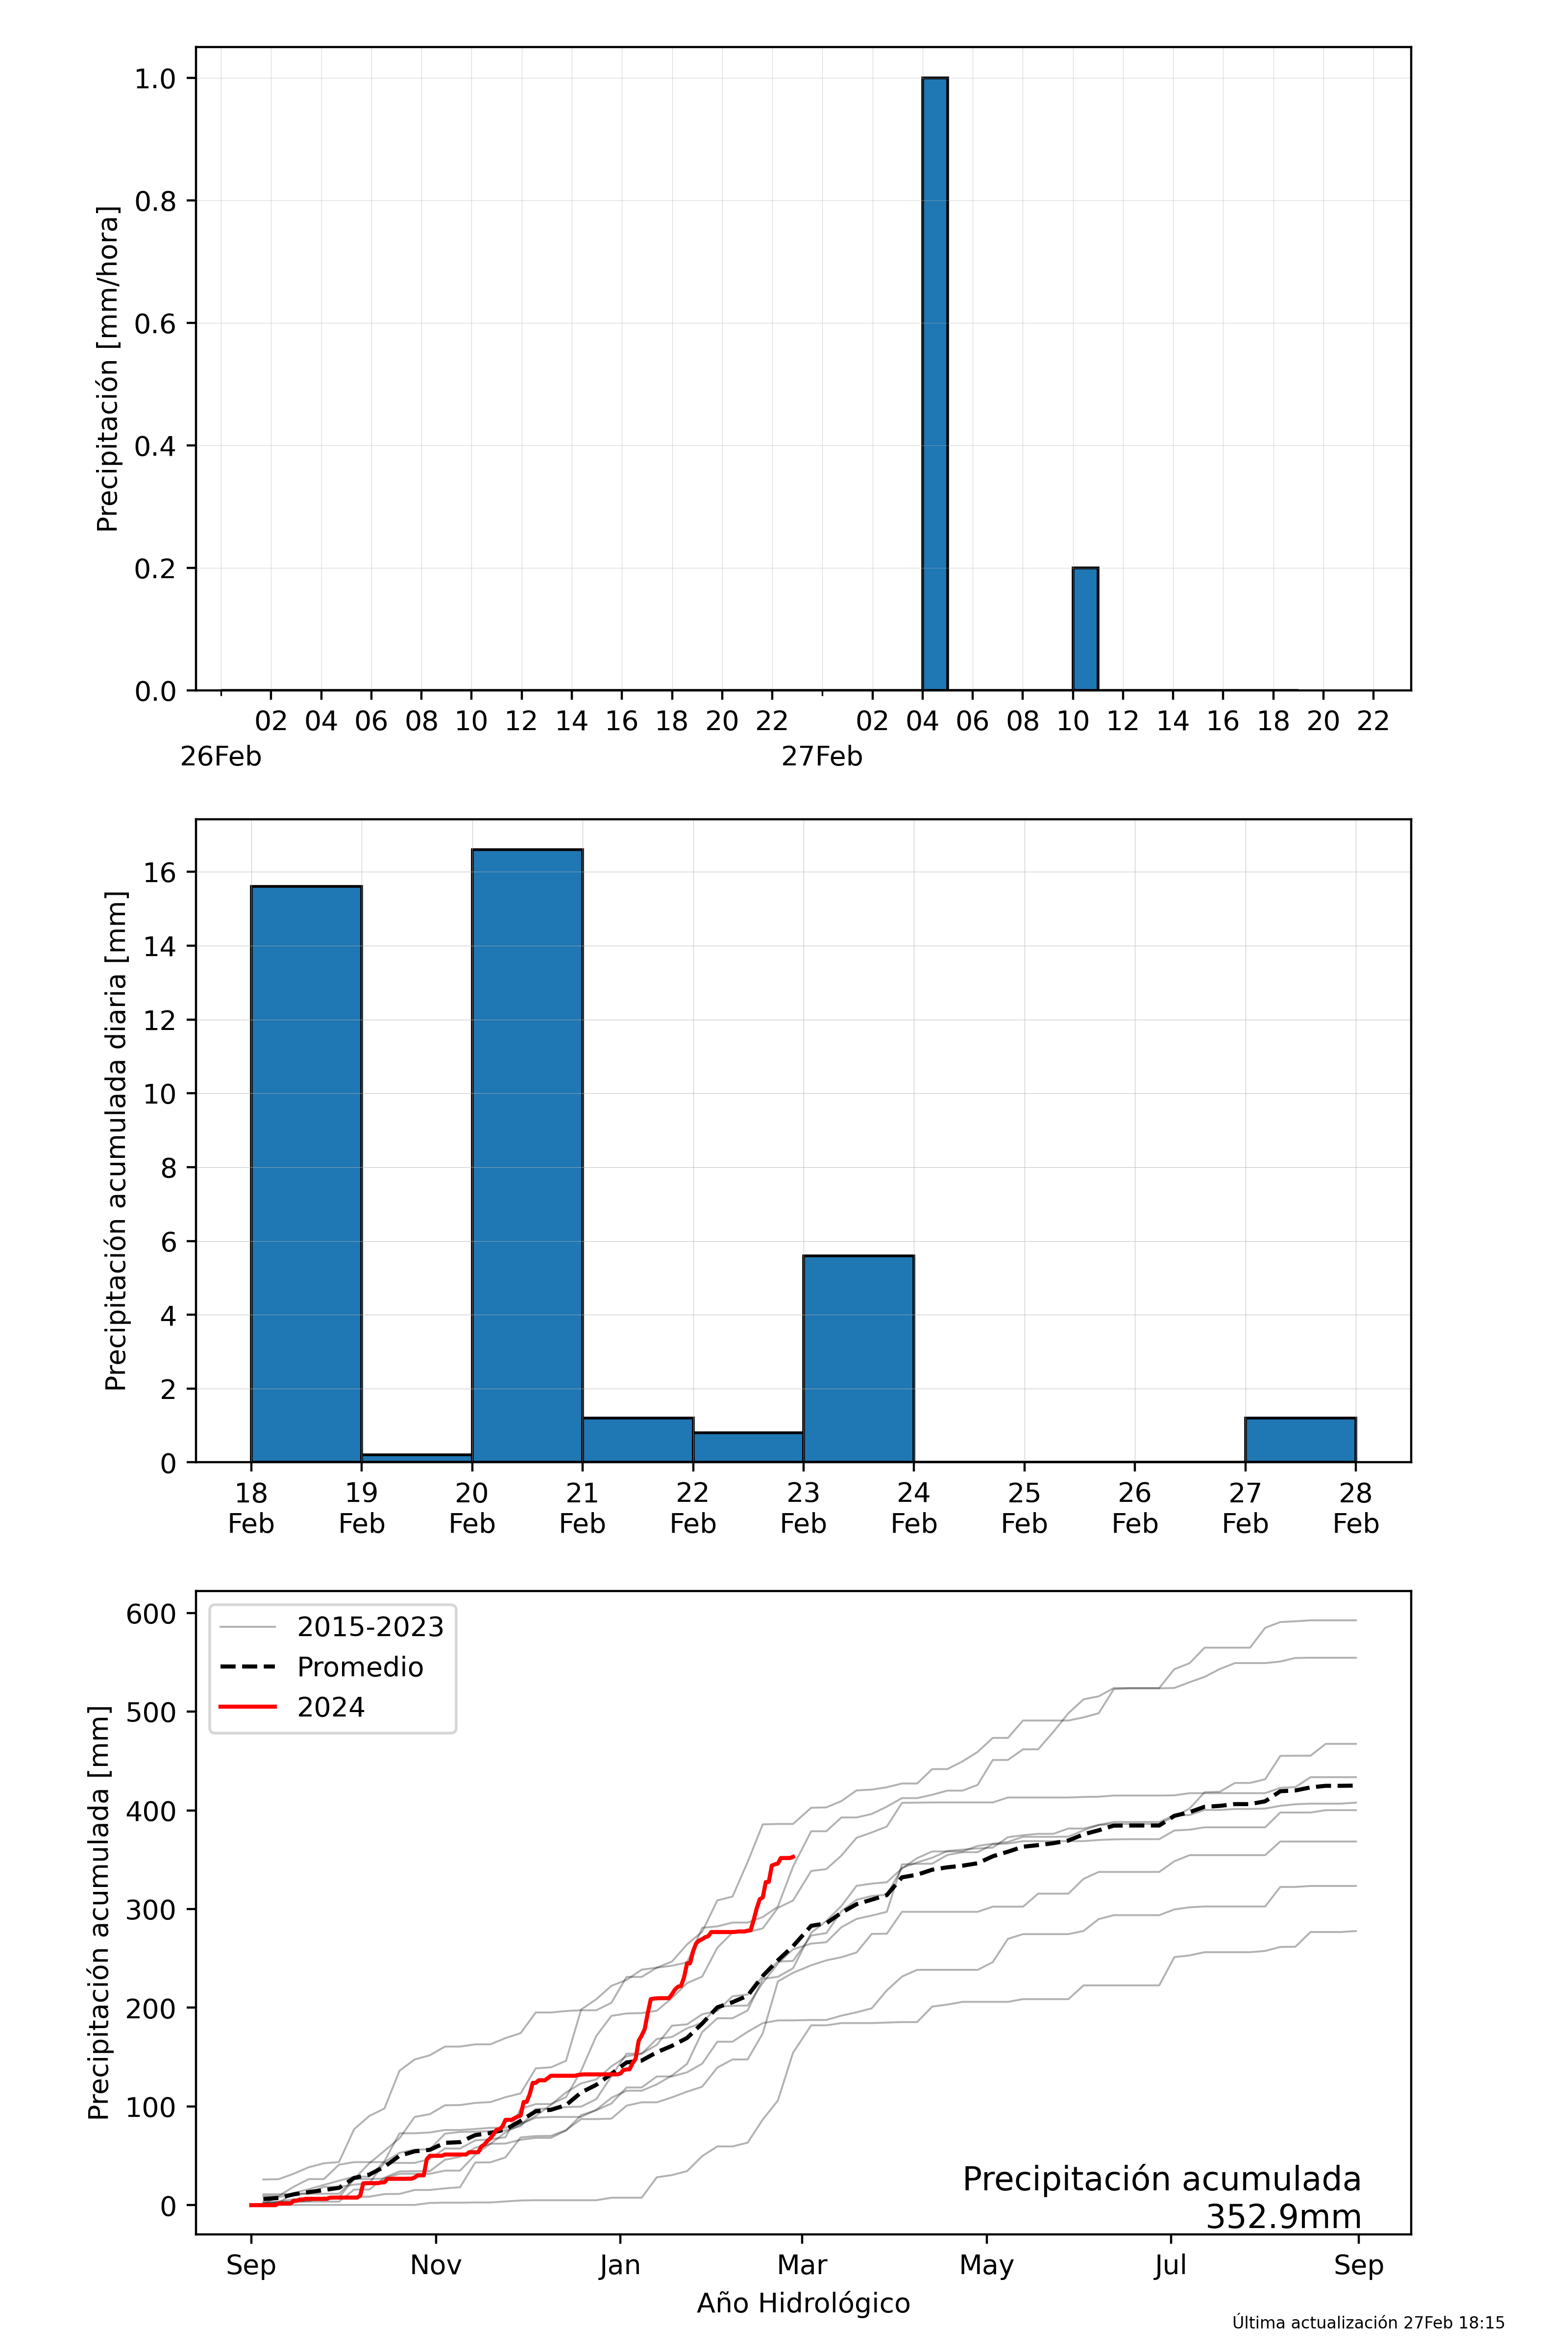 Precipitación [mm/hora]
1.0
0.8
0.6
0.4
0.2
0.0
02 04 06 08 10 12 14 16 18 20 22 02 04 06 08 10 12 14 16 18 20 22
26Feb 27Feb
Precipitación acumulada diaria [mm]
16
14
12
10
8
6
4
2
0
18 19 20 21 22 23 24 25 26 27 28
Feb Feb Feb Feb Feb Feb Feb Feb Feb Feb Feb
Precipitación acumulada [mm]
600
500
400
300
200
100
0
2015-2023
Promedio
2024
Precipitación acumulada
352.9mm
Sep Nov Jan Mar May Jul Sep
Año Hidrológico
Última actualización 27Feb 18:15